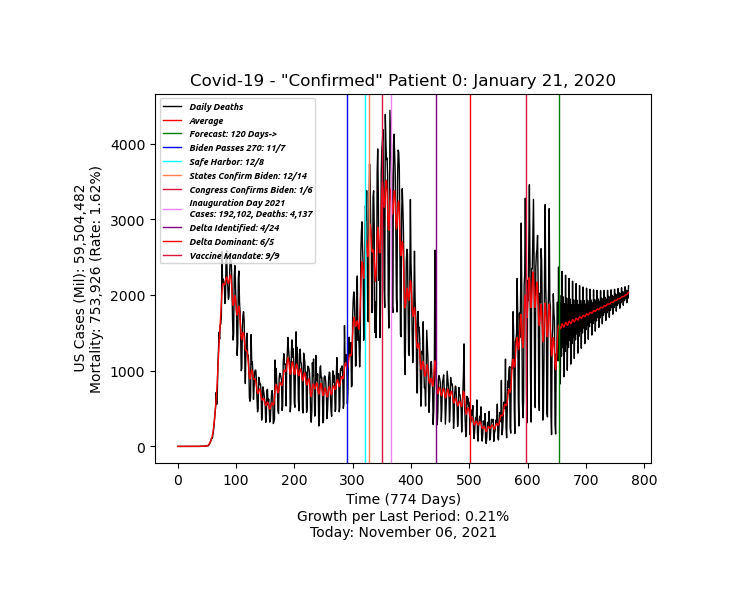 Covid-19 - "Confirmed" Patient 0: January 21, 2020
Daily Deaths
Average
Forecast: 120 Days->
Biden Passes 270: 11/7
Safe Harbor: 12/8
States Confirm Biden: 12/14
Congress Confirms Biden: 1/6
Inauguration Day 2021
Cases: 192,102, Deaths: 4,137
Delta Identified: 4/24
Delta Dominant: 6/5
Vaccine Mandate: 9/9
US Cases (Mil): 59,504,482
Mortality: 753,926 (Rate: 1.62%)
4000
3000
2000
1000
0
0 100 200 300 400 500 600 700 800
Time (774 Days)
Growth per Last Period: 0.21%
Today: November 06, 2021